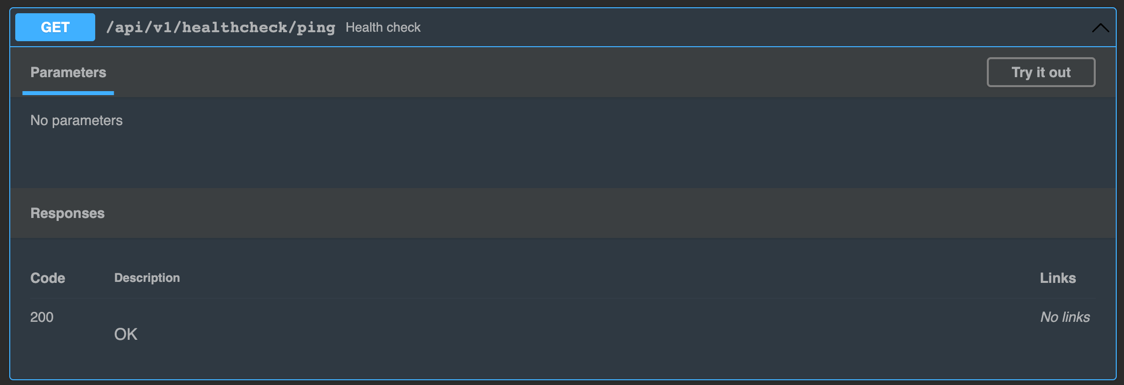 GET /api/v1/healthcheck/ping Health check
Parameters Try it out
No parameters
Responses
Code Description Links
200 No links
OK